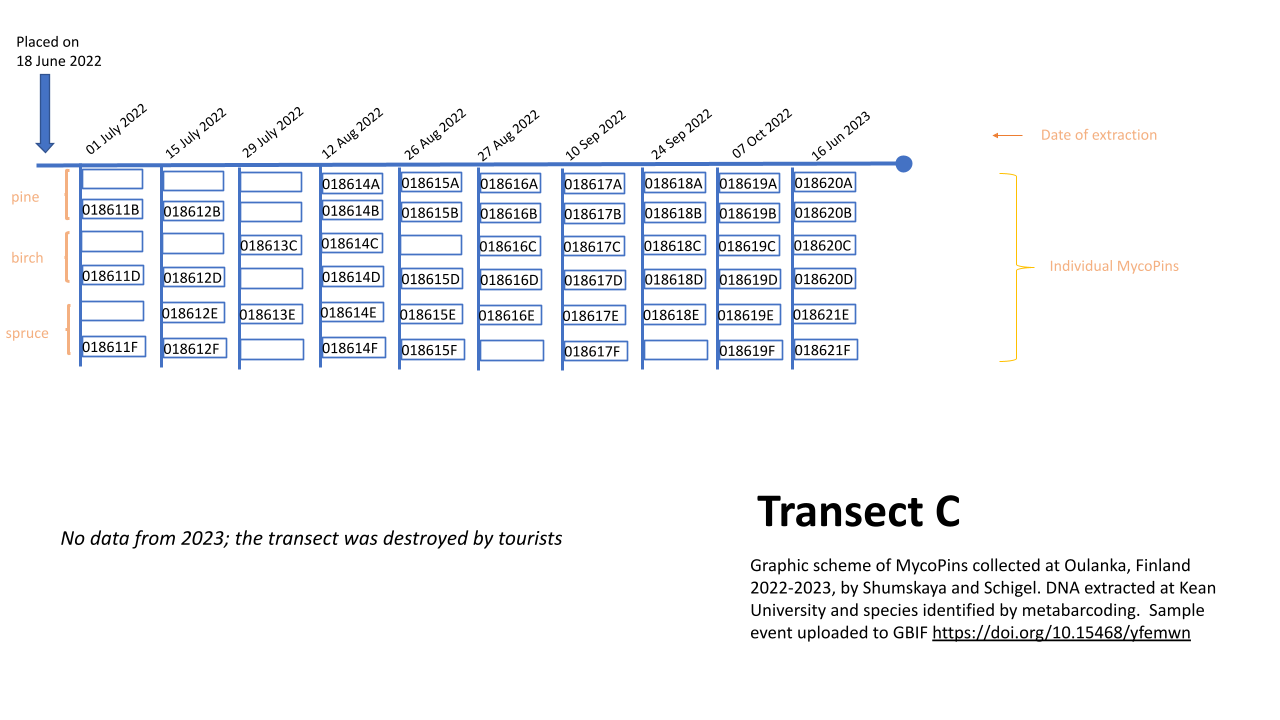 Placed on
18 June 2022
01 July 2022 15 July 2022 29 July 2022 12 Aug 2022 26 Aug 2022 27 Aug 2022 10 Sep 2022 24 Sep 2022 07 Oct 2022 16 Jun 2023
Date of extraction
pine
018614A 018615A 018616A 018617A 018618A 018619A 018620A
018611B 018612B 018614B 018615B 018616B 018617B 018618B 018619B 018620B
birch
018613C 018614C 018616C 018617C 018618C 018619C 018620C
018611D 018612D 018614D 018615D 018616D 018617D 018618D 018619D 018620D
Individual MycoPins
spruce
018612E 018613E 018614E 018615E 018616E 018617E 018618E 018619E 018621E
018611F 018612F 018614F 018615F 018617F 018619F 018621F
Transect C
No data from 2023; the transect was destroyed by tourists
Graphic scheme of MycoPins collected at Oulanka, Finland
2022-2023, by Shumskaya and Schigel. DNA extracted at Kean
University and species identified by metabarcoding. Sample
event uploaded to GBIF https://doi.org/10.15468/yfemwn